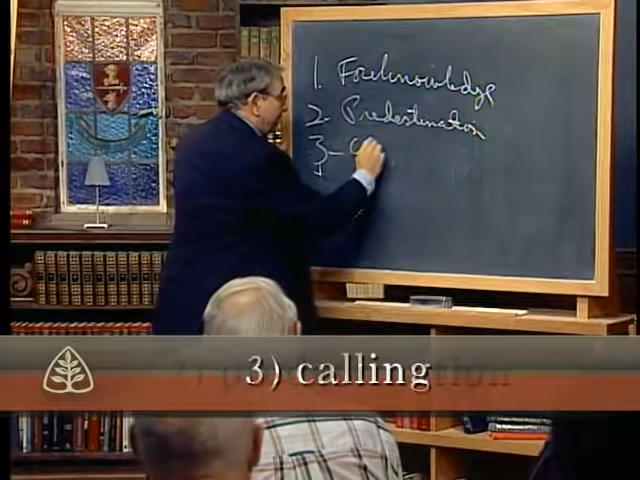 1. Foreknowledge
2. Predestination
3- C
3) calling